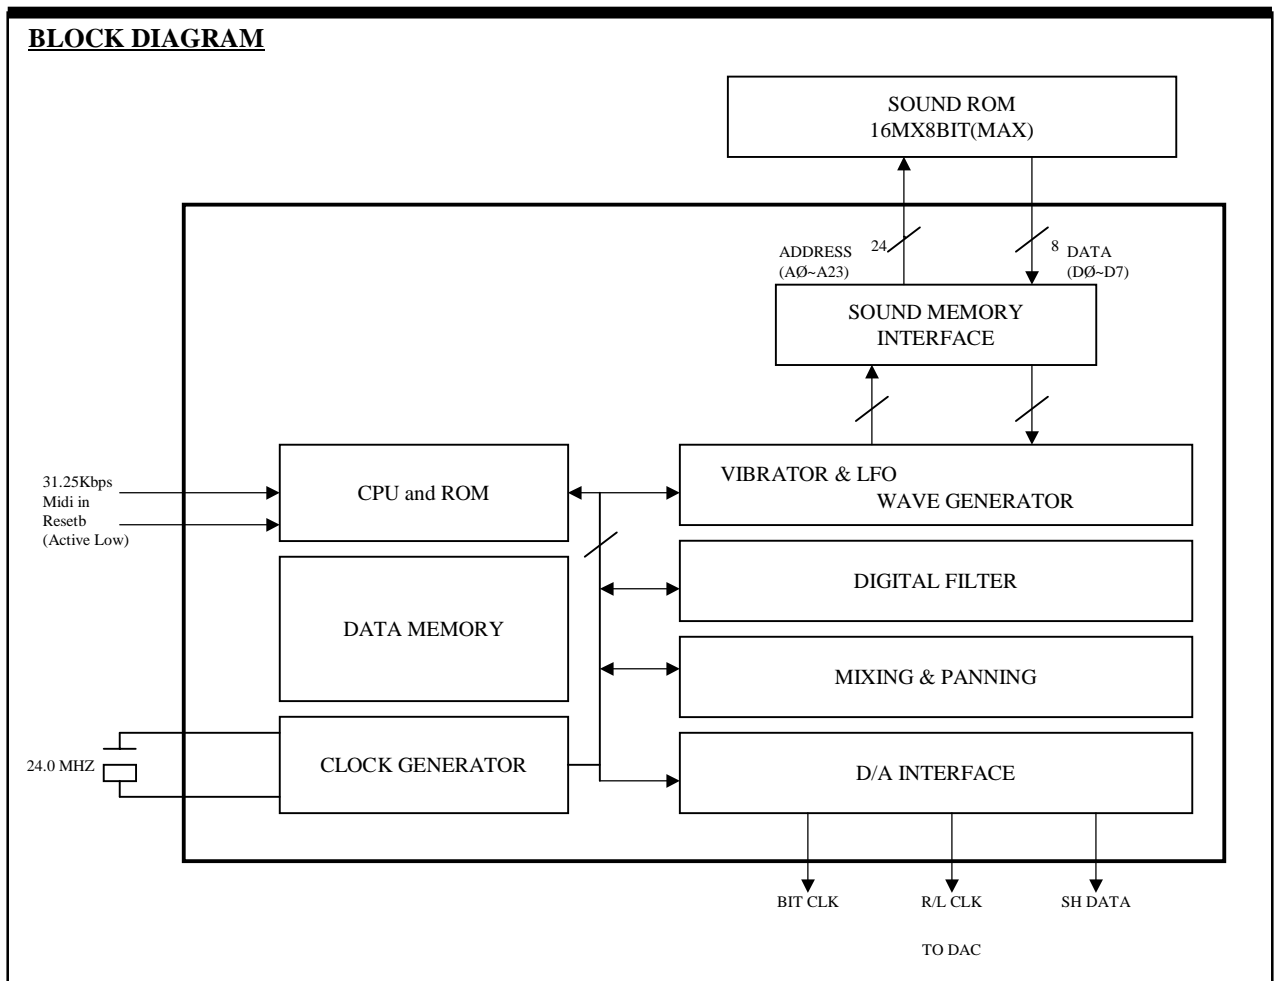 BLOCK DIAGRAM
SOUND ROM
16MX8BIT(MAX)
ADDRESS
(AØ~A23)
24
8
DATA
(DØ~D7)
SOUND MEMORY
INTERFACE
31.25Kbps
Midi in
Resetb
(Active Low)
CPU and ROM
VIBRATOR & LFO
WAVE GENERATOR
DIGITAL FILTER
DATA MEMORY
MIXING & PANNING
24.0 MHZ
CLOCK GENERATOR
D/A INTERFACE
BIT CLK
R/L CLK
SH DATA
TO DAC